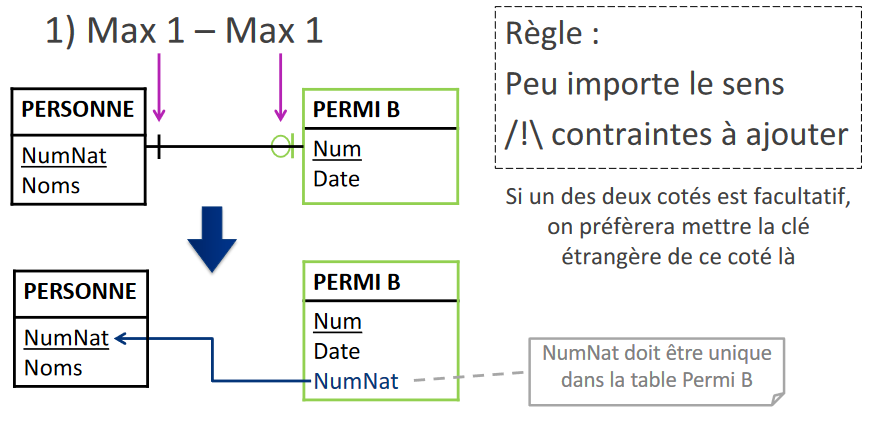 1) Max 1 – Max 1
Règle :
Peu importe le sens
/!\ contraintes à ajouter
Si un des deux cotés est facultatif,
on préfèrera mettre la clé
étrangère de ce coté là
PERSONNE
NumNat
Noms
PERMI B
Num
Date
PERSONNE
NumNat
Noms
PERMI B
Num
Date
NumNat
NumNat doit être unique
dans la table Permi B